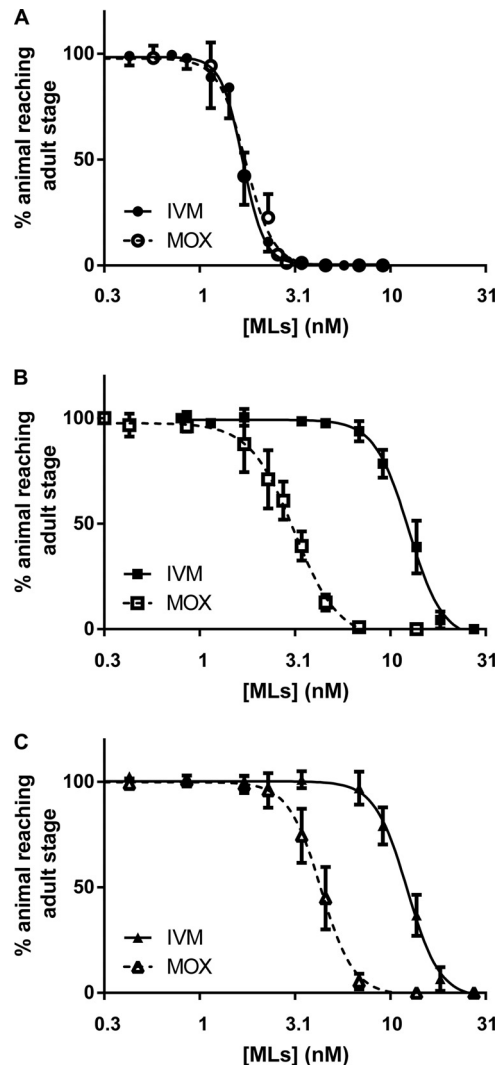 A
% animal reaching
adult stage
100
50
0
IVM
MOX
0.3 1 3.1 10 31
[MLs] (nM)
B
% animal reaching
adult stage
100
50
0
IVM
MOX
0.3 1 3.1 10 31
[MLs] (nM)
C
% animal reaching
adult stage
100
50
0
IVM
MOX
0.3 1 3.1 10 31
[MLs] (nM)